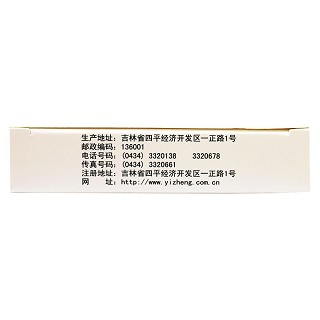 生产地址：吉林省四平经济开发区一正路1号
邮政编码：136001
电话号码：(0434) 3320138　3320678
传真号码：(0434) 3320661
注册地址：吉林省四平经济开发区一正路1号
网　　址：http://www.yizheng.com.cn